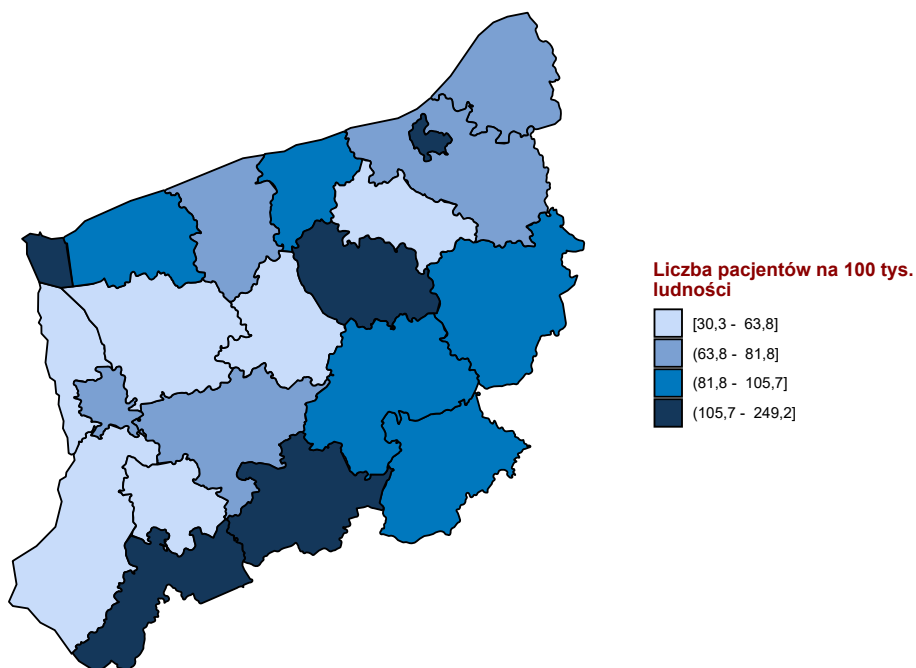 Liczba pacjentów na 100 tys.
ludności
[30,3 - 63,8]
(63,8 - 81,8]
(81,8 - 105,7]
(105,7 - 249,2]